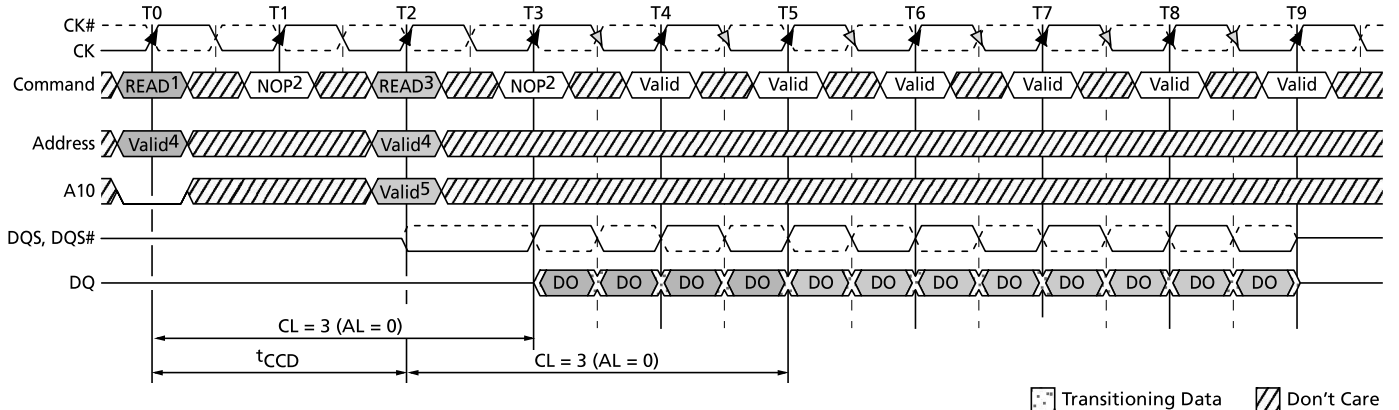 T0 T1 T2 T3 T4 T5 T6 T7 T8 T9
CK#
CK
Command READ1 NOP2 READ3 NOP2 Valid Valid Valid Valid Valid Valid
Address Valid4 Valid4
A10 Valid5
DQS, DQS#
DQ DO DO DO DO DO DO DO DO DO DO DO DO
CL = 3 (AL = 0)
tCCD CL = 3 (AL = 0)
Transitioning Data Don't Care